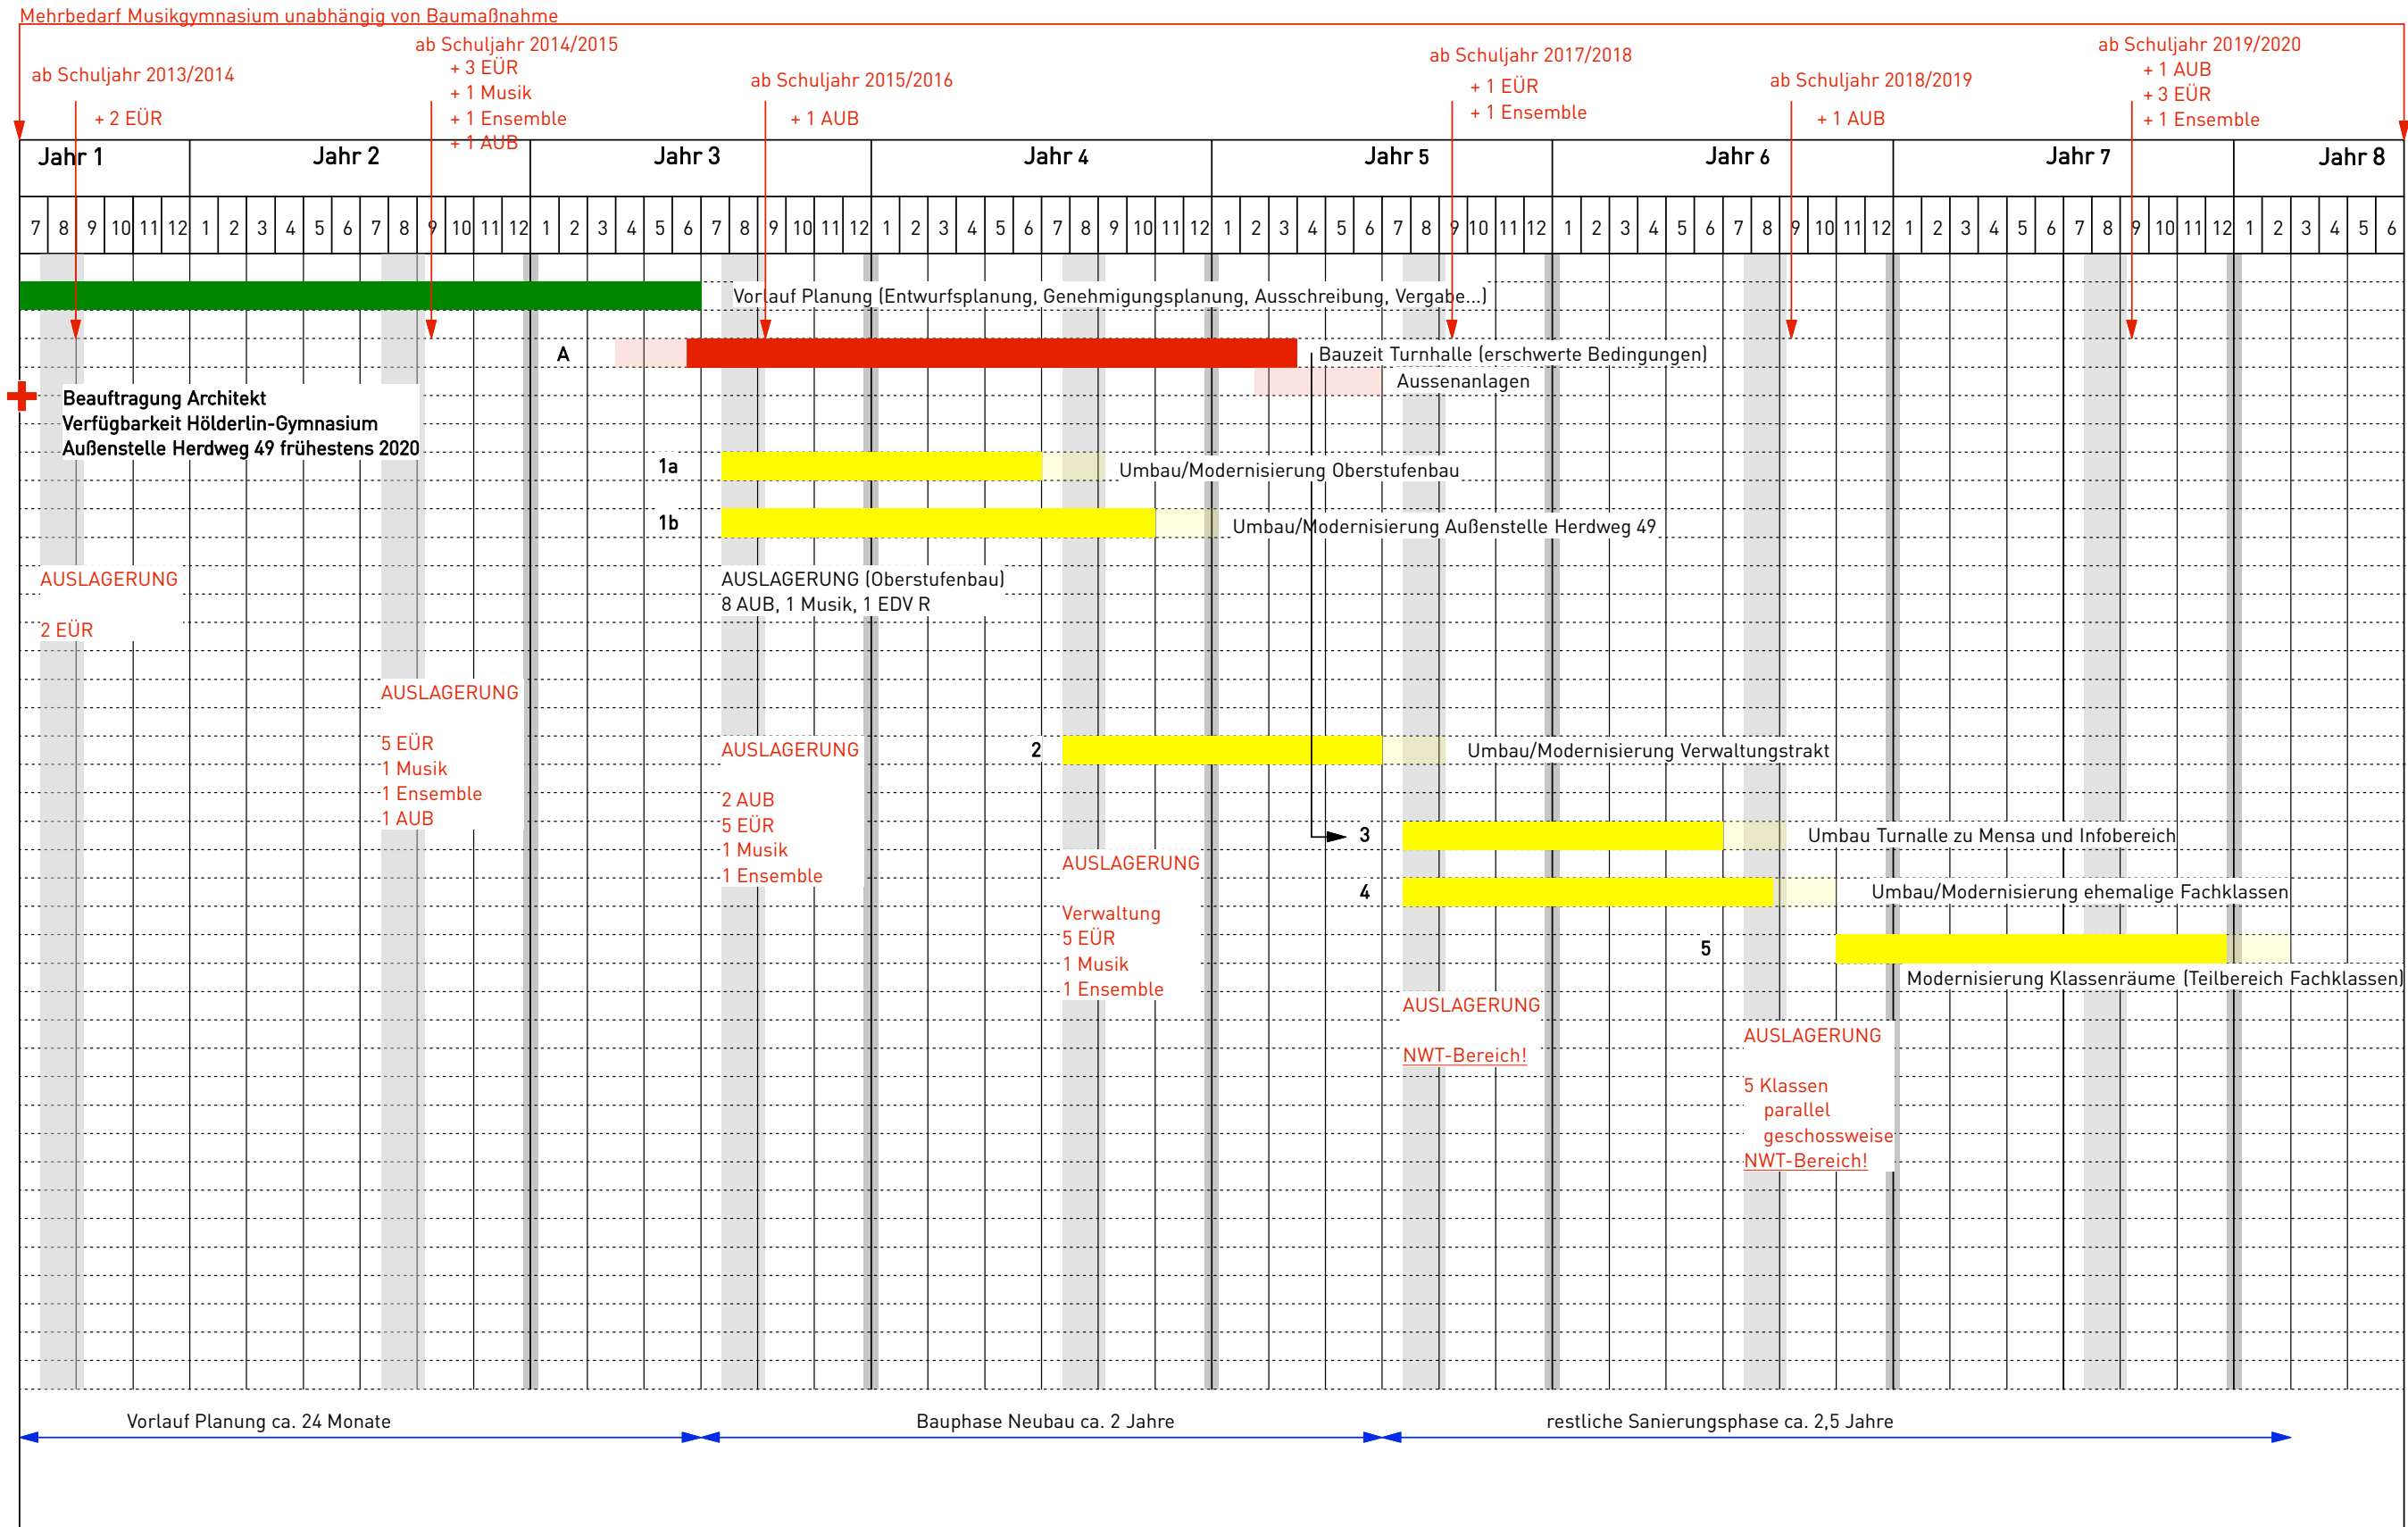 Mehrbedarf Musikgymnasium unabhängig von Baumaßnahme
ab Schuljahr 2013/2014
+ 2 EÜR
ab Schuljahr 2014/2015
+ 3 EÜR
+ 1 Musik
+ 1 Ensemble
+ 1 AUB
ab Schuljahr 2015/2016
+ 1 AUB
ab Schuljahr 2017/2018
+ 1 EÜR
+ 1 Ensemble
ab Schuljahr 2018/2019
+ 1 AUB
ab Schuljahr 2019/2020
+ 1 AUB
+ 3 EÜR
+ 1 Ensemble
Jahr 1 Jahr 2 Jahr 3 Jahr 4 Jahr 5 Jahr 6 Jahr 7 Jahr 8
7 8 9 10 11 12 1 2 3 4 5 6 7 8 9 10 11 12 1 2 3 4 5 6 7 8 9 10 11 12 1 2 3 4 5 6 7 8 9 10 11 12 1 2 3 4 5 6 7 8 9 10 11 12 1 2 3 4 5 6 7 8 9 10 11 12 1 2 3 4 5 6 7 8 9 10 11 12 1 2 3 4 5 6
Vorlauf Planung (Entwurfsplanung, Genehmigungsplanung, Ausschreibung, Vergabe...)
A
Bauzeit Turnhalle (erschwerte Bedingungen)
Aussenanlagen
Beauftragung Architekt
Verfügbarkeit Hölderlin-Gymnasium
Außenstelle Herdweg 49 frühestens 2020
1a
Umbau/Modernisierung Oberstufenbau
1b
Umbau/Modernisierung Außenstelle Herdweg 49
AUSLAGERUNG
2 EÜR
AUSLAGERUNG (Oberstufenbau)
8 AUB, 1 Musik, 1 EDV R
AUSLAGERUNG
5 EÜR
1 Musik
1 Ensemble
1 AUB
AUSLAGERUNG
2 AUB
5 EÜR
1 Musik
1 Ensemble
2
Umbau/Modernisierung Verwaltungstrakt
3
Umbau Turnalle zu Mensa und Infobereich
AUSLAGERUNG
Verwaltung
5 EÜR
1 Musik
1 Ensemble
4
Umbau/Modernisierung ehemalige Fachklassen
5
Modernisierung Klassenräume (Teilbereich Fachklassen)
AUSLAGERUNG
NWT-Bereich!
AUSLAGERUNG
5 Klassen
parallel
geschossweise
NWT-Bereich!
Vorlauf Planung ca. 24 Monate
Bauphase Neubau ca. 2 Jahre
restliche Sanierungsphase ca. 2,5 Jahre